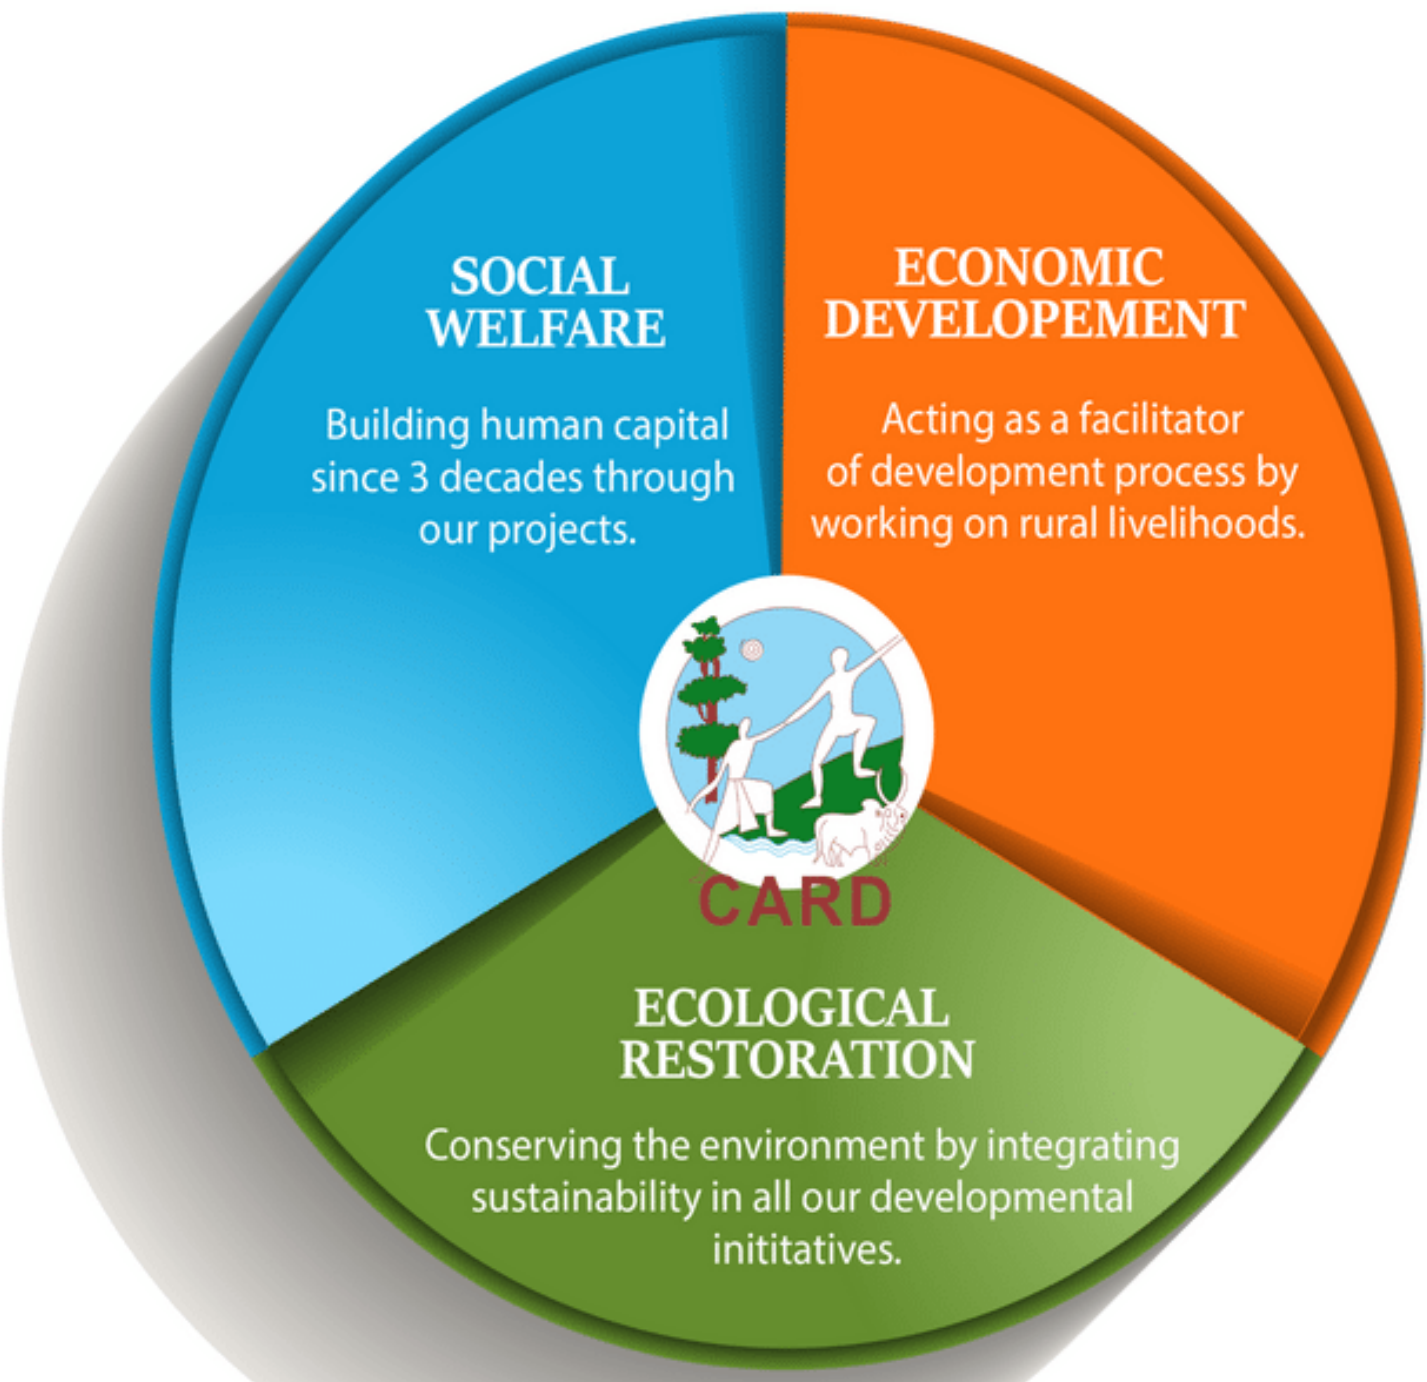 SOCIAL
WELFARE
Building human capital
since 3 decades through
our projects.
ECONOMIC
DEVELOPEMENT
Acting as a facilitator
of development process by
working on rural livelihoods.
CARD
ECOLOGICAL
RESTORATION
Conserving the environment by integrating
sustainability in all our developmental
inititatives.